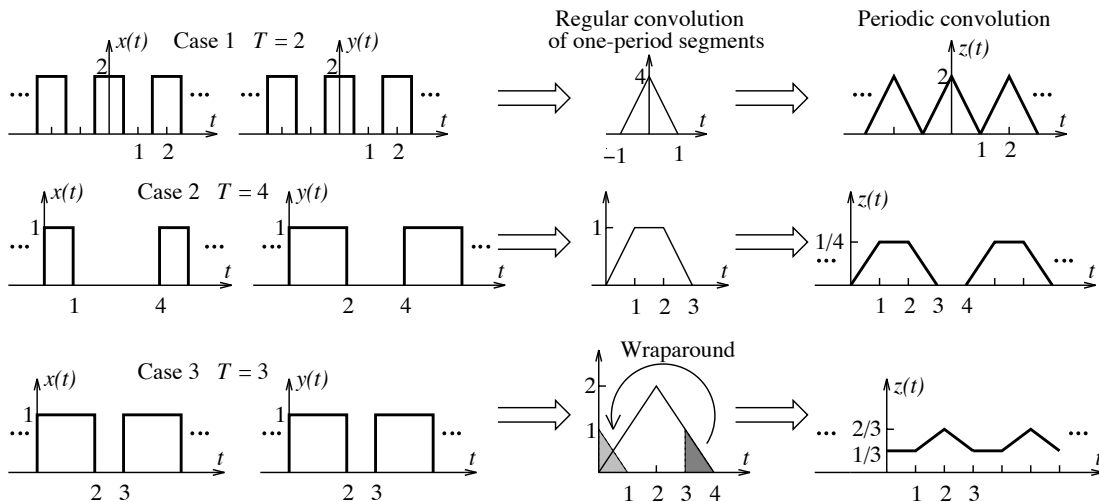 Case 1 T = 2
x(t)
2
t
1 2
y(t)
2
t
1 2
Regular convolution
of one-period segments
4
t
−1 1
Periodic convolution
z(t)
2
t
1 2
Case 2 T = 4
x(t)
1
t
1 4
y(t)
1
t
2 4
1
t
1 2 3
z(t)
1/4
t
1 2 3 4
Case 3 T = 3
x(t)
1
t
2 3
y(t)
1
t
2 3
Wraparound
2
1
t
1 2 3 4
z(t)
2/3
1/3
t
1 2 3